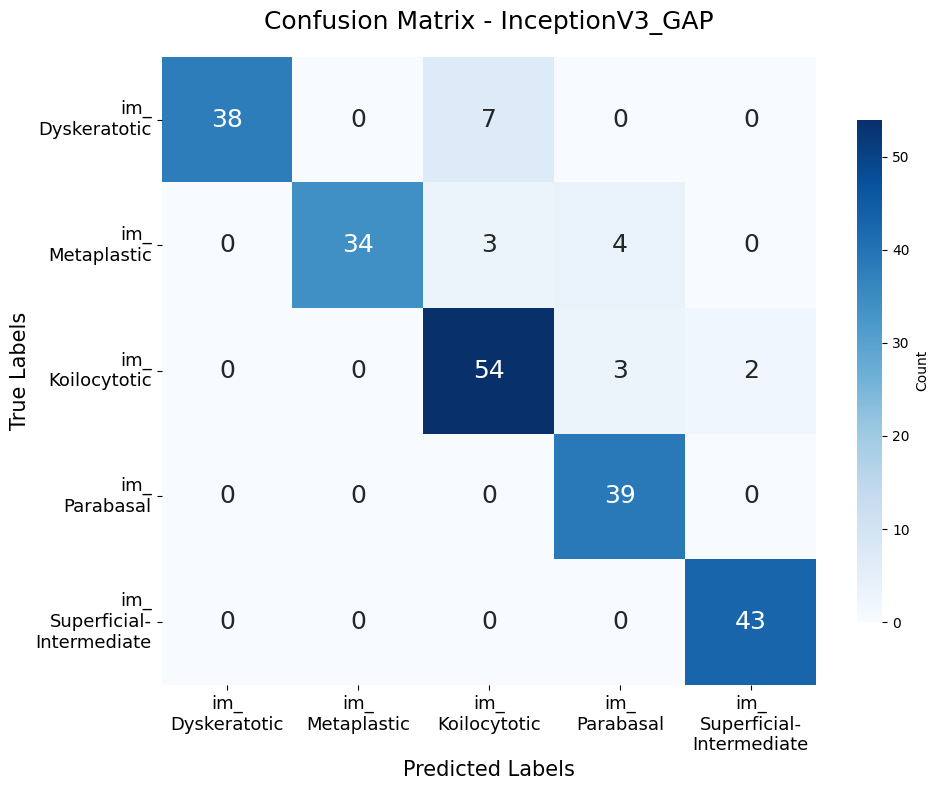 Confusion Matrix - InceptionV3_GAP
True Labels
im_
Dyskeratotic
38 0 7 0 0
im_
Metaplastic
0 34 3 4 0
im_
Koilocytotic
0 0 54 3 2
im_
Parabasal
0 0 0 39 0
im_
Superficial-
Intermediate
0 0 0 0 43
im_
Dyskeratotic
im_
Metaplastic
im_
Koilocytotic
im_
Parabasal
im_
Superficial-
Intermediate
Predicted Labels
50
40
30
20
10
0
Count